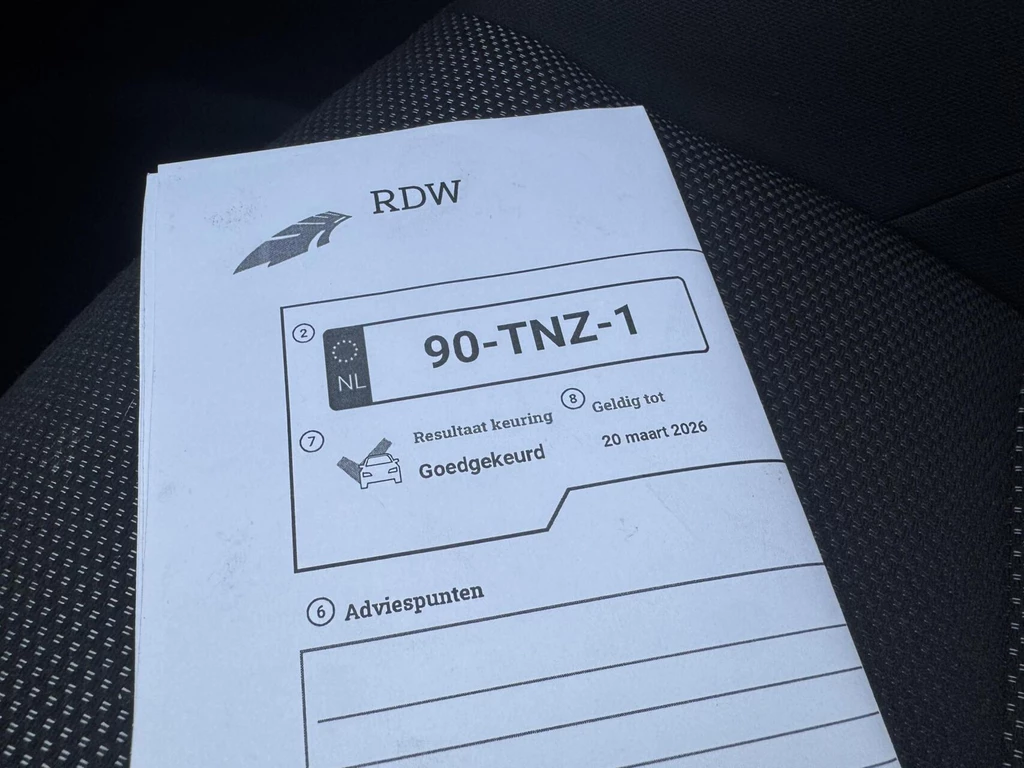 RDW
2
NL
90-TNZ-1
7
Resultaat keuring
Goedgekeurd
8
Geldig tot
20 maart 2026
6 Adviespunten